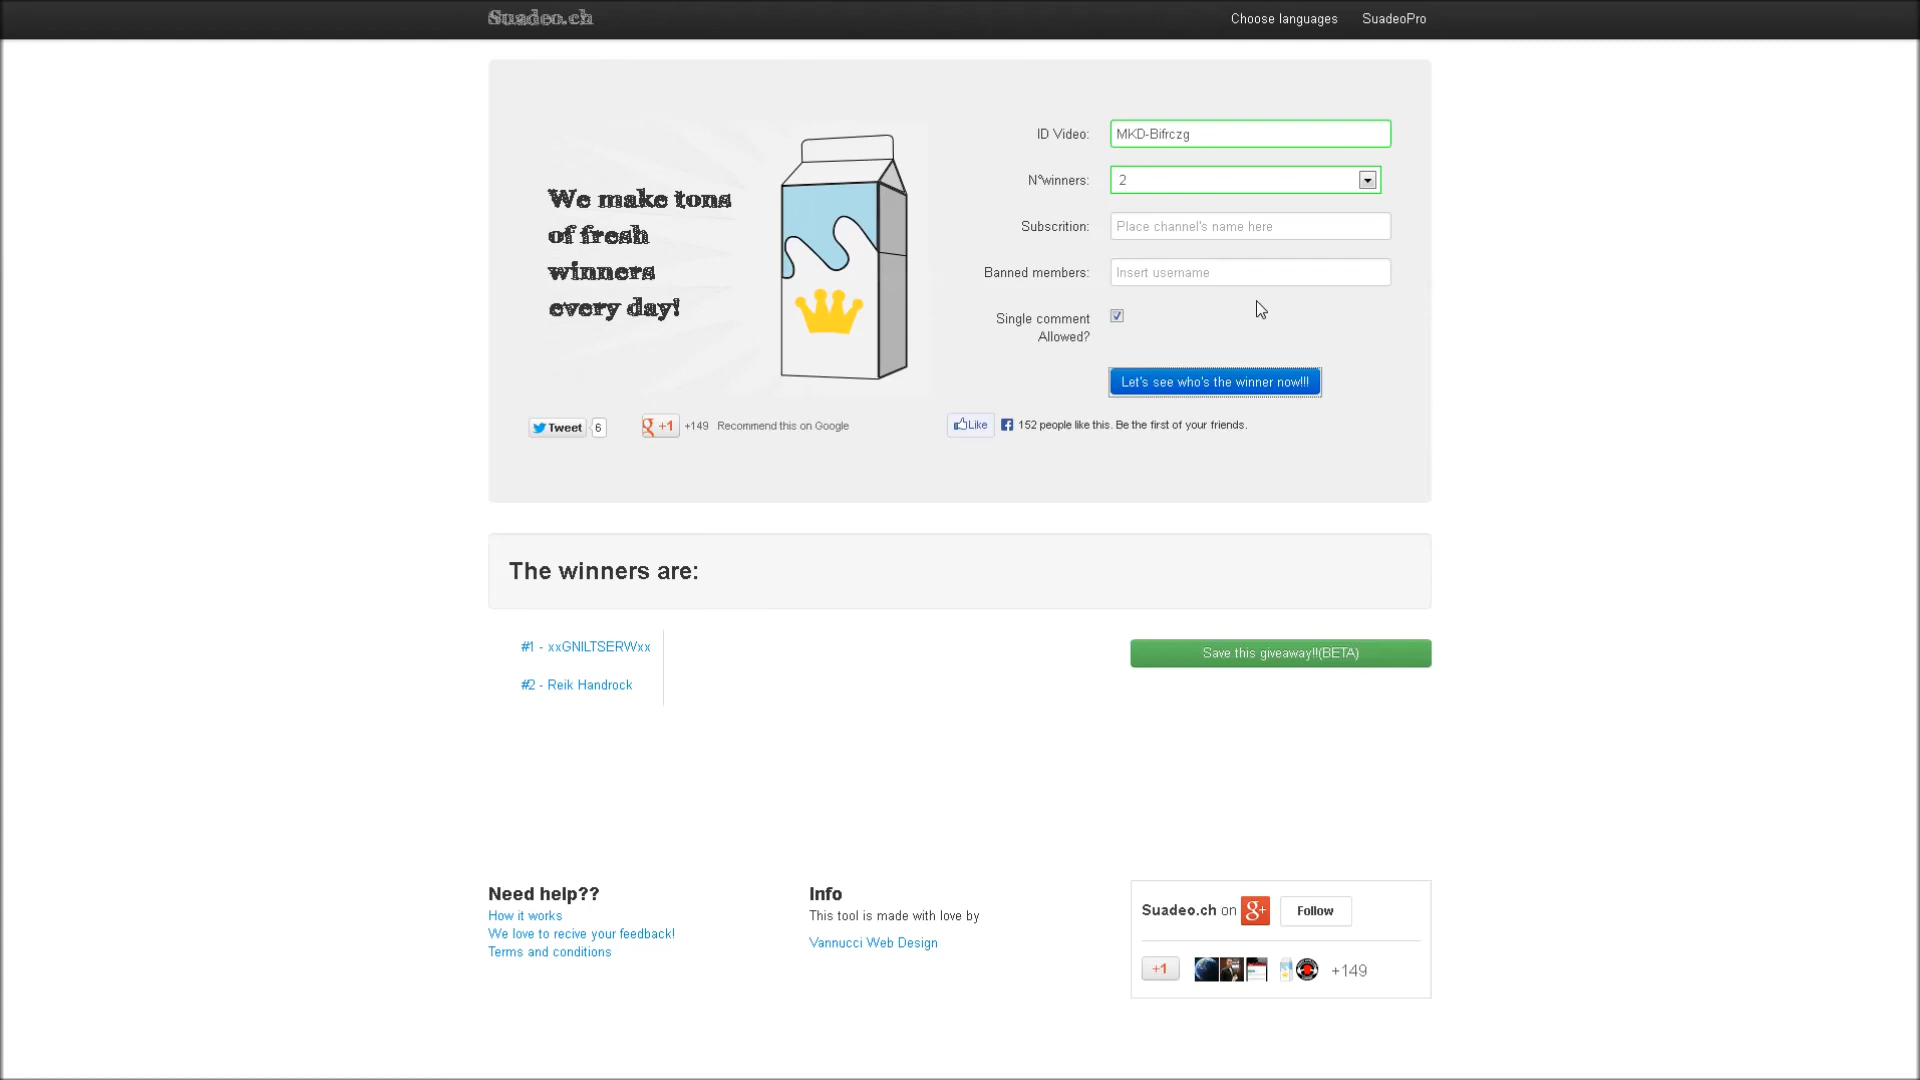 Suadeo.ch
Choose languages
SuadeoPro
We make tons
of fresh
winners
every day!
ID Video:
MKD-Bifrczg
N°winners:
2
Subscrition:
Place channel's name here
Banned members:
Insert username
Single comment
Allowed?
Let's see who's the winner now!!!
Tweet
6
g +1
+149
Recommend this on Google
Like
152 people like this. Be the first of your friends.
The winners are:
#1 - xxGNILTSERWxx
#2 - Reik Handrock
Save this giveaway!!(BETA)
Need help??
How it works
We love to recive your feedback!
Terms and conditions
Info
This tool is made with love by
Vannucci Web Design
Suadeo.ch on g+ Follow
+1
+149